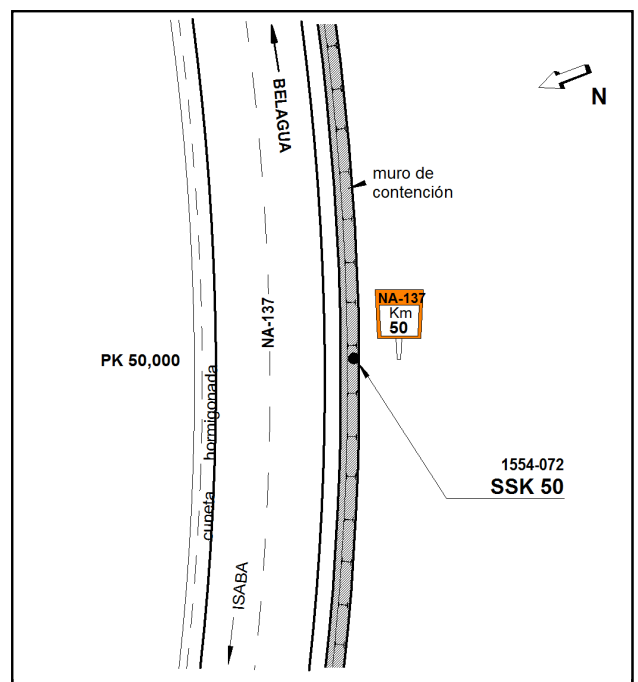 BELAGUA
N
muro de
contención
NA-137
NA-137
Km
50
PK 50,000
cuneta hormigonada
1554-072
SSK 50
ISABA